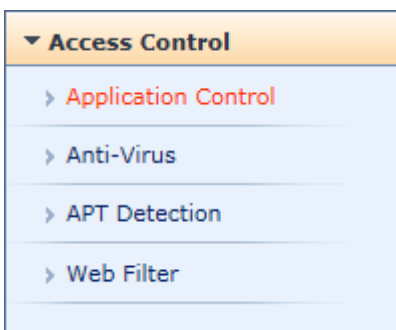 Access Control
Application Control
Anti-Virus
APT Detection
Web Filter